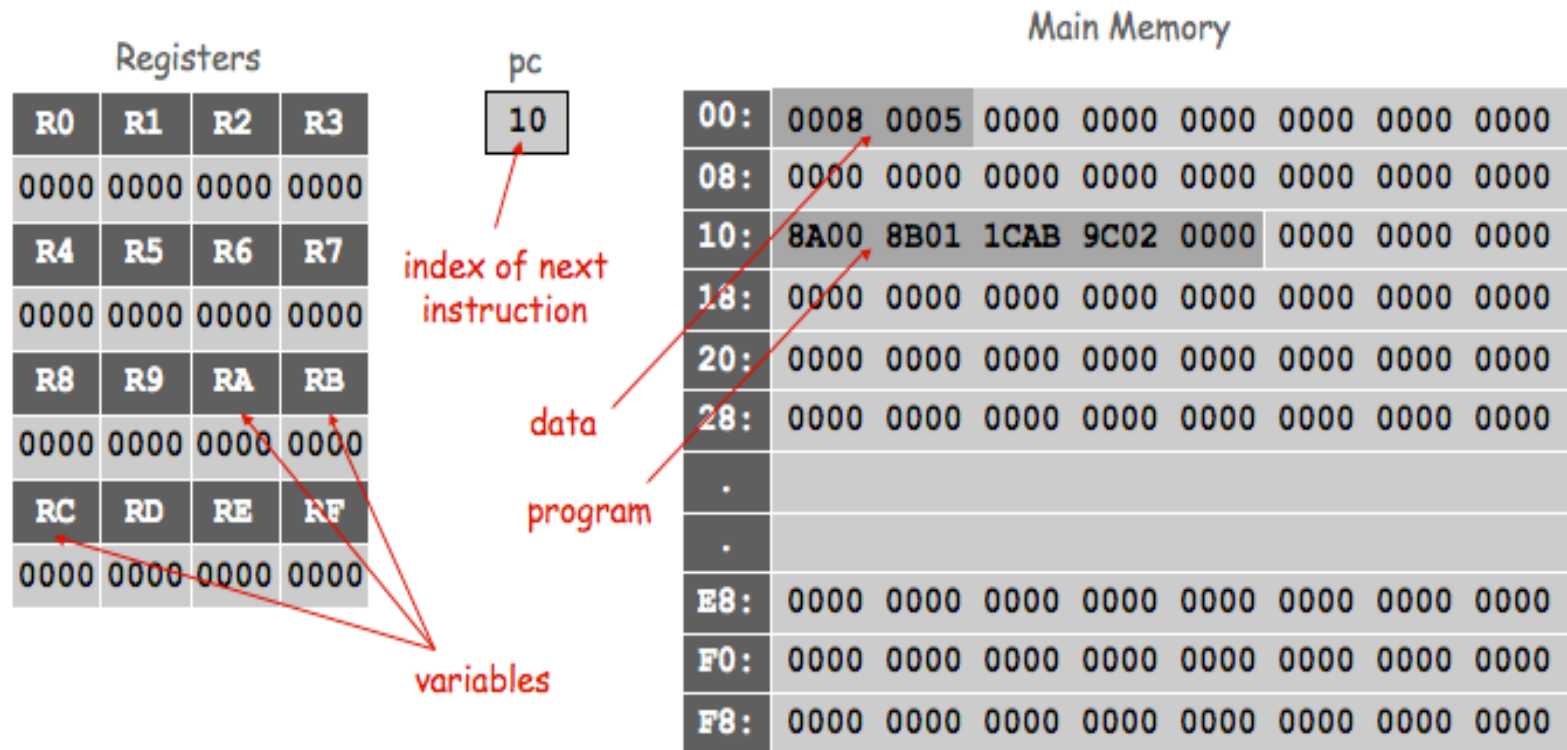 Registers
R0 R1 R2 R3
0000 0000 0000 0000
R4 R5 R6 R7
0000 0000 0000 0000
R8 R9 RA RB
0000 0000 0000 0000
RC RD RE RF
0000 0000 0000 0000
variables
pc
10
index of next
instruction
data
program
Main Memory
00: 0008 0005 0000 0000 0000 0000 0000 0000
08: 0000 0000 0000 0000 0000 0000 0000 0000
10: 8A00 8B01 1CAB 9C02 0000 0000 0000 0000
18: 0000 0000 0000 0000 0000 0000 0000 0000
20: 0000 0000 0000 0000 0000 0000 0000 0000
28: 0000 0000 0000 0000 0000 0000 0000 0000
.
.
E8: 0000 0000 0000 0000 0000 0000 0000 0000
F0: 0000 0000 0000 0000 0000 0000 0000 0000
F8: 0000 0000 0000 0000 0000 0000 0000 0000